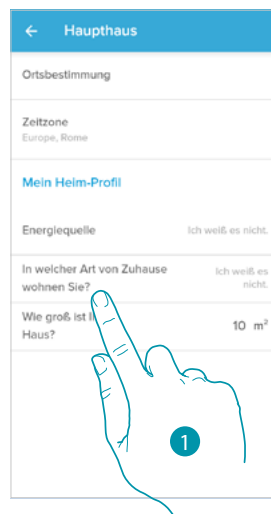 ← Haupthaus
Ortsbestimmung
Zeitzone
Europe, Rome
Mein Heim-Profil
Energiequelle Ich weiß es nicht.
In welcher Art von Zuhause Ich weiß es
wohnen Sie? nicht.
Wie groß ist 10 m²
Haus?
1